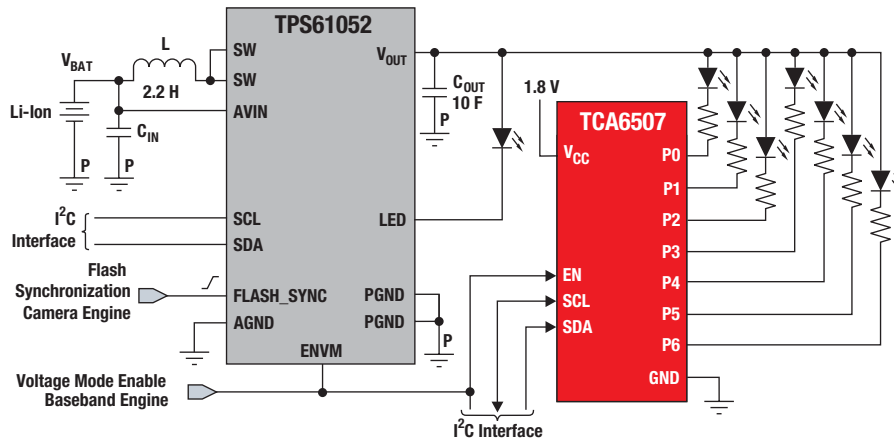 TPS61052
SW
SW
AVIN
SCL
SDA
FLASH_SYNC
AGND
ENVM
V_OUT
LED
PGND
PGND
V_BAT
L
2.2 H
Li-Ion
C_IN
P
P
I²C
Interface
Flash
Synchronization
Camera Engine
Voltage Mode Enable
Baseband Engine
C_OUT
10 F
P
P
1.8 V
TCA6507
V_CC
EN
SCL
SDA
P0
P1
P2
P3
P4
P5
P6
GND
I²C Interface